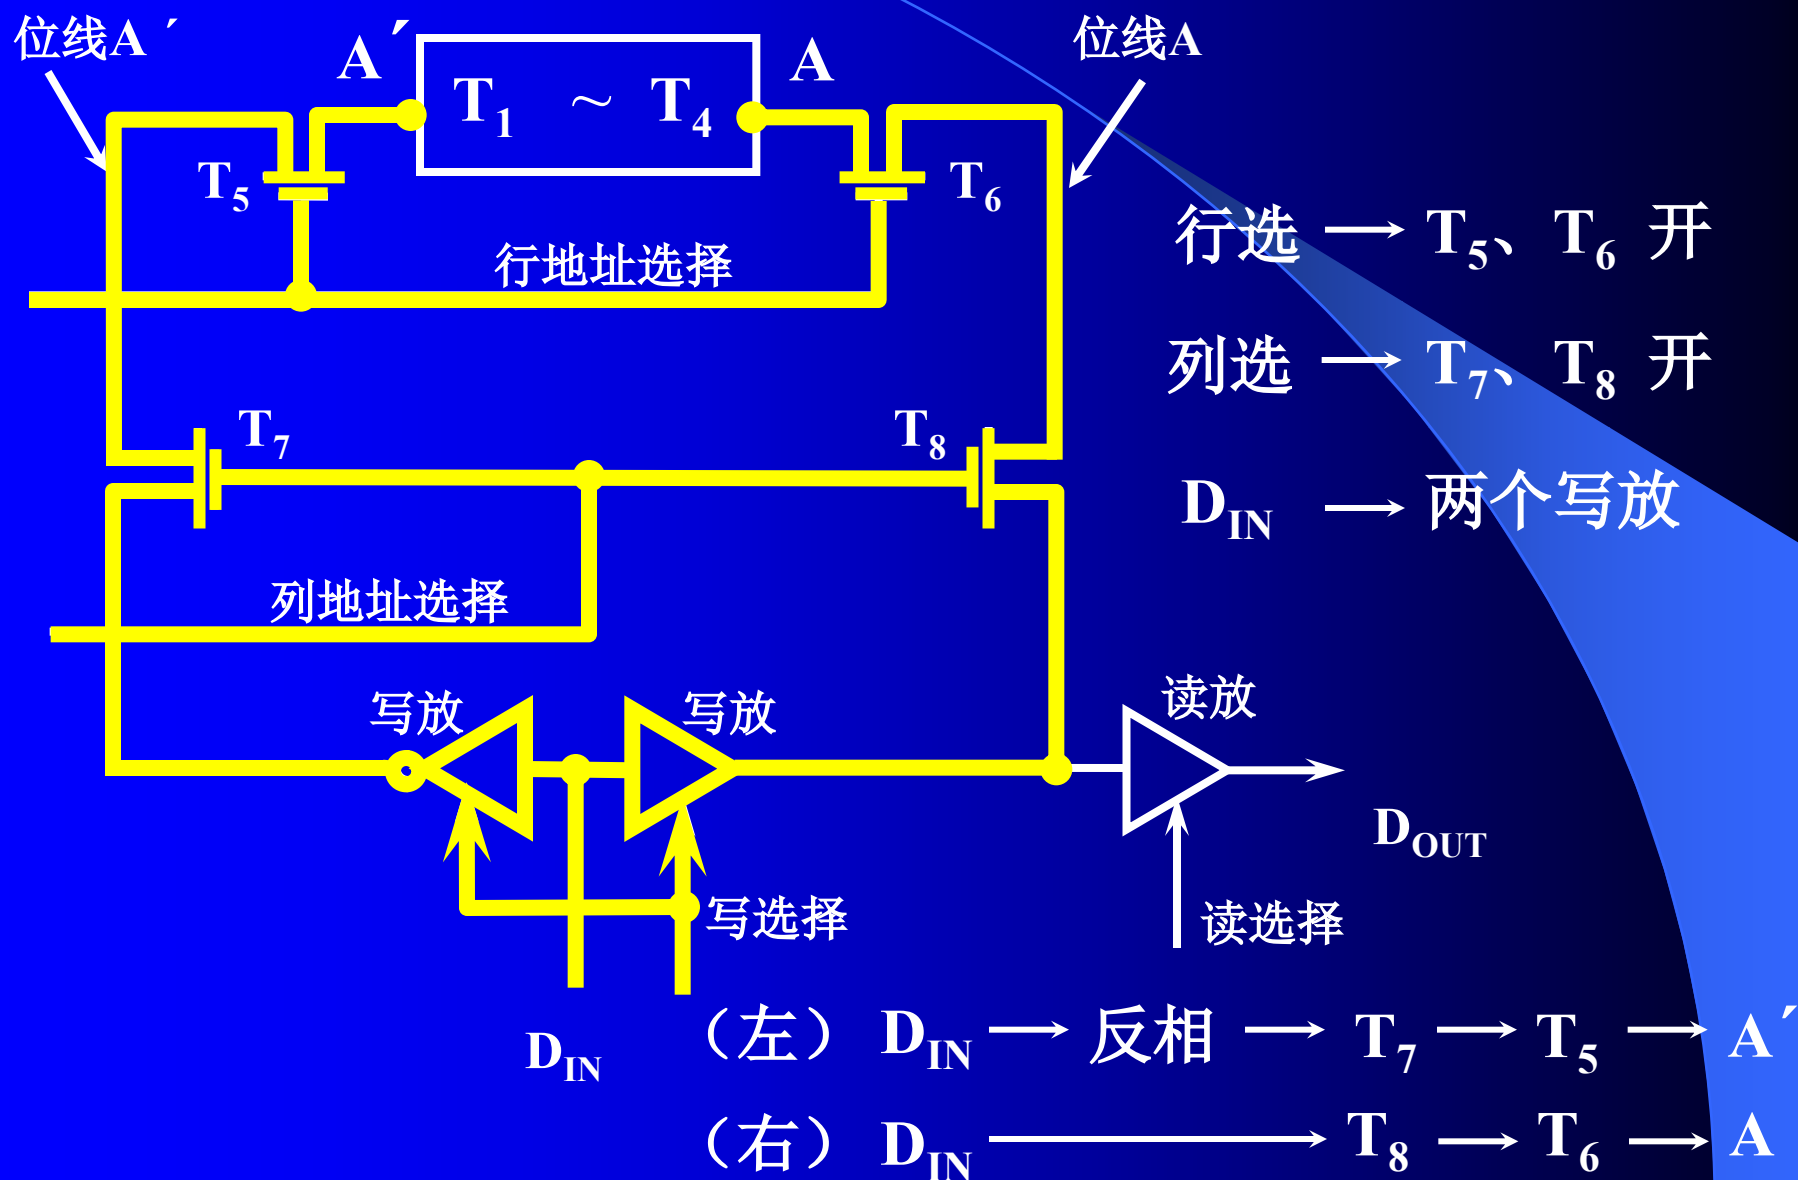 位线A′
A′
T1 ~ T4
A
位线A
T5
T6
行地址选择
行选 → T5、T6 开
列选 → T7、T8 开
T7
T8
DIN → 两个写放
列地址选择
写放
写放
读放
DOUT
写选择
读选择
DIN
（左） DIN → 反相 → T7 → T5 → A′
（右） DIN → T8 → T6 → A